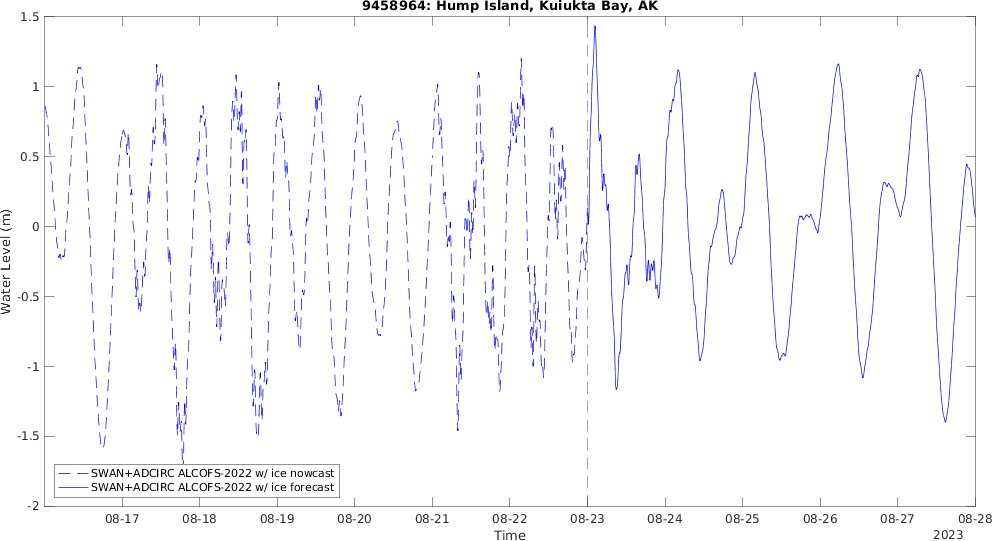 9458964: Hump Island, Kuiukta Bay, AK
1.5
1
0.5
0
-0.5
-1
-1.5
-2
Water Level (m)
SWAN+ADCIRC ALCOFS-2022 w/ ice nowcast
SWAN+ADCIRC ALCOFS-2022 w/ ice forecast
08-17 08-18 08-19 08-20 08-21 08-22 08-23 08-24 08-25 08-26 08-27 08-28
Time
2023